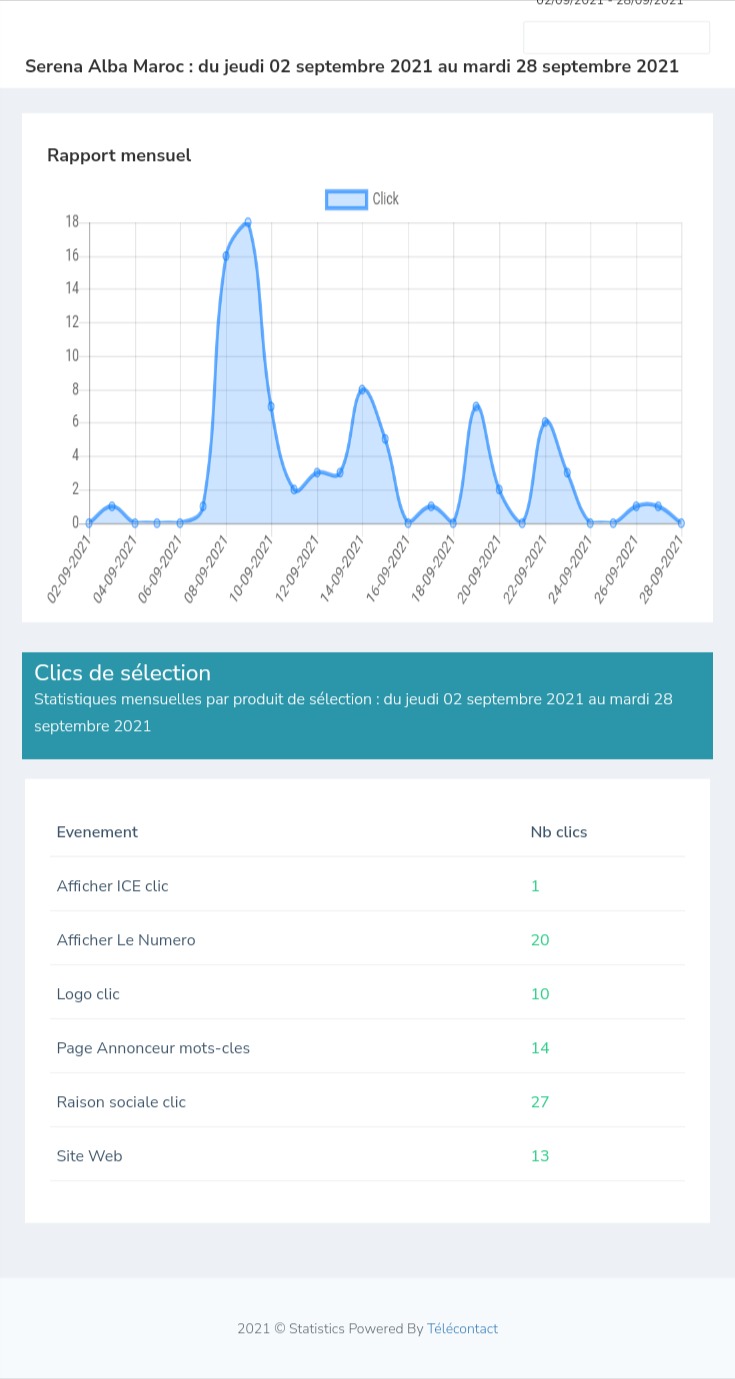 02/09/2021 - 28/09/2021
Serena Alba Maroc : du jeudi 02 septembre 2021 au mardi 28 septembre 2021
Rapport mensuel
Click
18
16
14
12
10
8
6
4
2
0
02-09-2021 04-09-2021 06-09-2021 08-09-2021 10-09-2021 12-09-2021 14-09-2021 16-09-2021 18-09-2021 20-09-2021 22-09-2021 24-09-2021 26-09-2021 28-09-2021
Clics de sélection
Statistiques mensuelles par produit de sélection : du jeudi 02 septembre 2021 au mardi 28
septembre 2021
Evenement Nb clics
Afficher ICE clic 1
Afficher Le Numero 20
Logo clic 10
Page Annonceur mots-cles 14
Raison sociale clic 27
Site Web 13
2021 © Statistics Powered By Télécontact